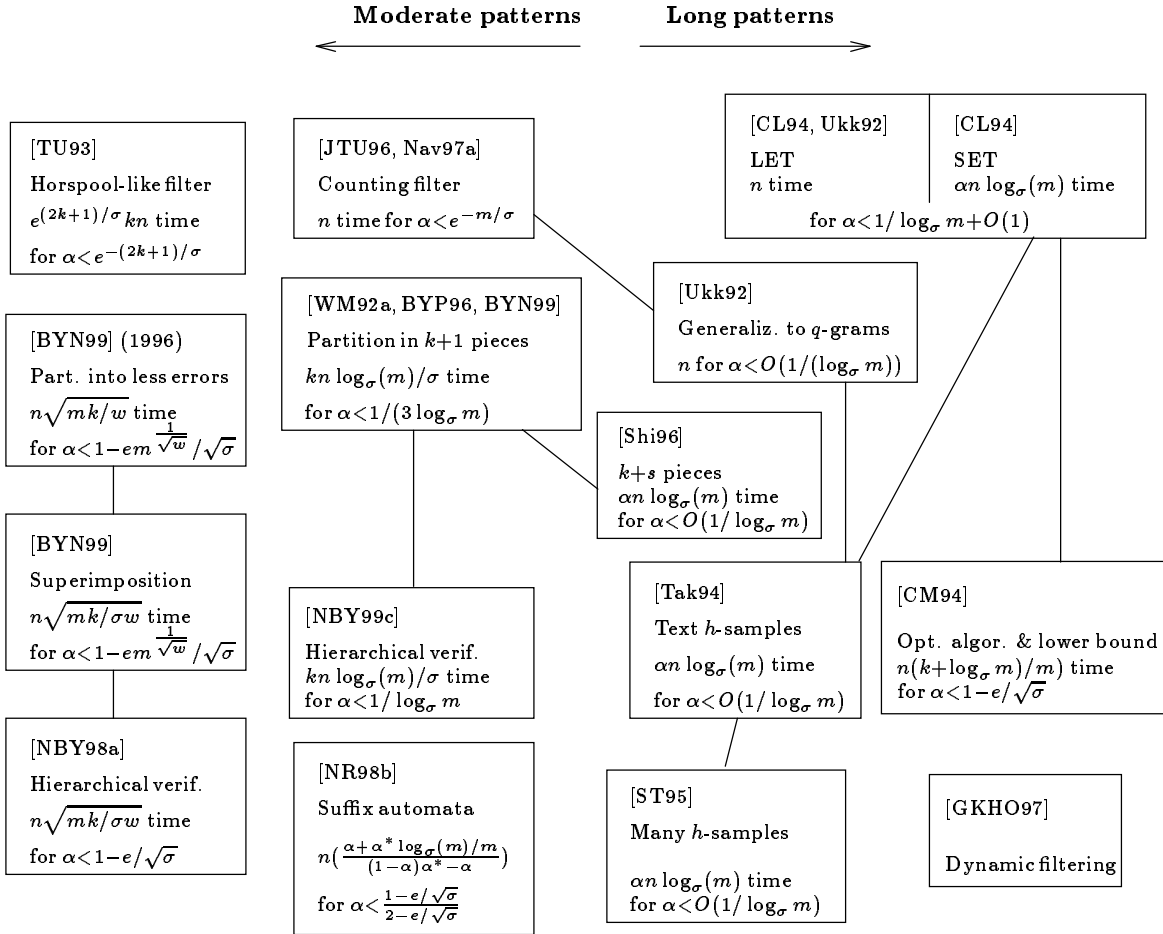 Moderate patterns
Long patterns
[TU93]
Horspool-like filter
e^{(2k+1)/σ} kn time
for α<e^{−(2k+1)/σ}
[JTU96, Nav97a]
Counting filter
n time for α<e^{−m/σ}
[CL94, Ukk92]
LET
n time
[CL94]
SET
αn log_σ(m) time
for α<1/ log_σ m+O(1)
[WM92a, BYP96, BYN99]
Partition in k+1 pieces
kn log_σ(m)/σ time
for α<1/(3 log_σ m)
[Ukk92]
Generaliz. to q-grams
n for α<O(1/(log_σ m))
[BYN99] (1996)
Part. into less errors
n√(mk/w) time
for α<1−em^{1/√w}/√σ
[Shi96]
k+s pieces
αn log_σ(m) time
for α<O(1/ log_σ m)
[BYN99]
Superimposition
n√(mk/σw) time
for α<1−em^{1/√w}/√σ
[NBY99c]
Hierarchical verif.
kn log_σ(m)/σ time
for α<1/ log_σ m
[Tak94]
Text h-samples
αn log_σ(m) time
for α<O(1/ log_σ m)
[CM94]
Opt. algor. & lower bound
n(k+log_σ m)/m) time
for α<1−e/√σ
[NBY98a]
Hierarchical verif.
n√(mk/σw) time
for α<1−e/√σ
[NR98b]
Suffix automata
n((α+α* log_σ(m)/m)/((1−α)α*−α))
for α<(1−e/√σ)/(2−e/√σ)
[ST95]
Many h-samples
αn log_σ(m) time
for α<O(1/ log_σ m)
[GKHO97]
Dynamic filtering